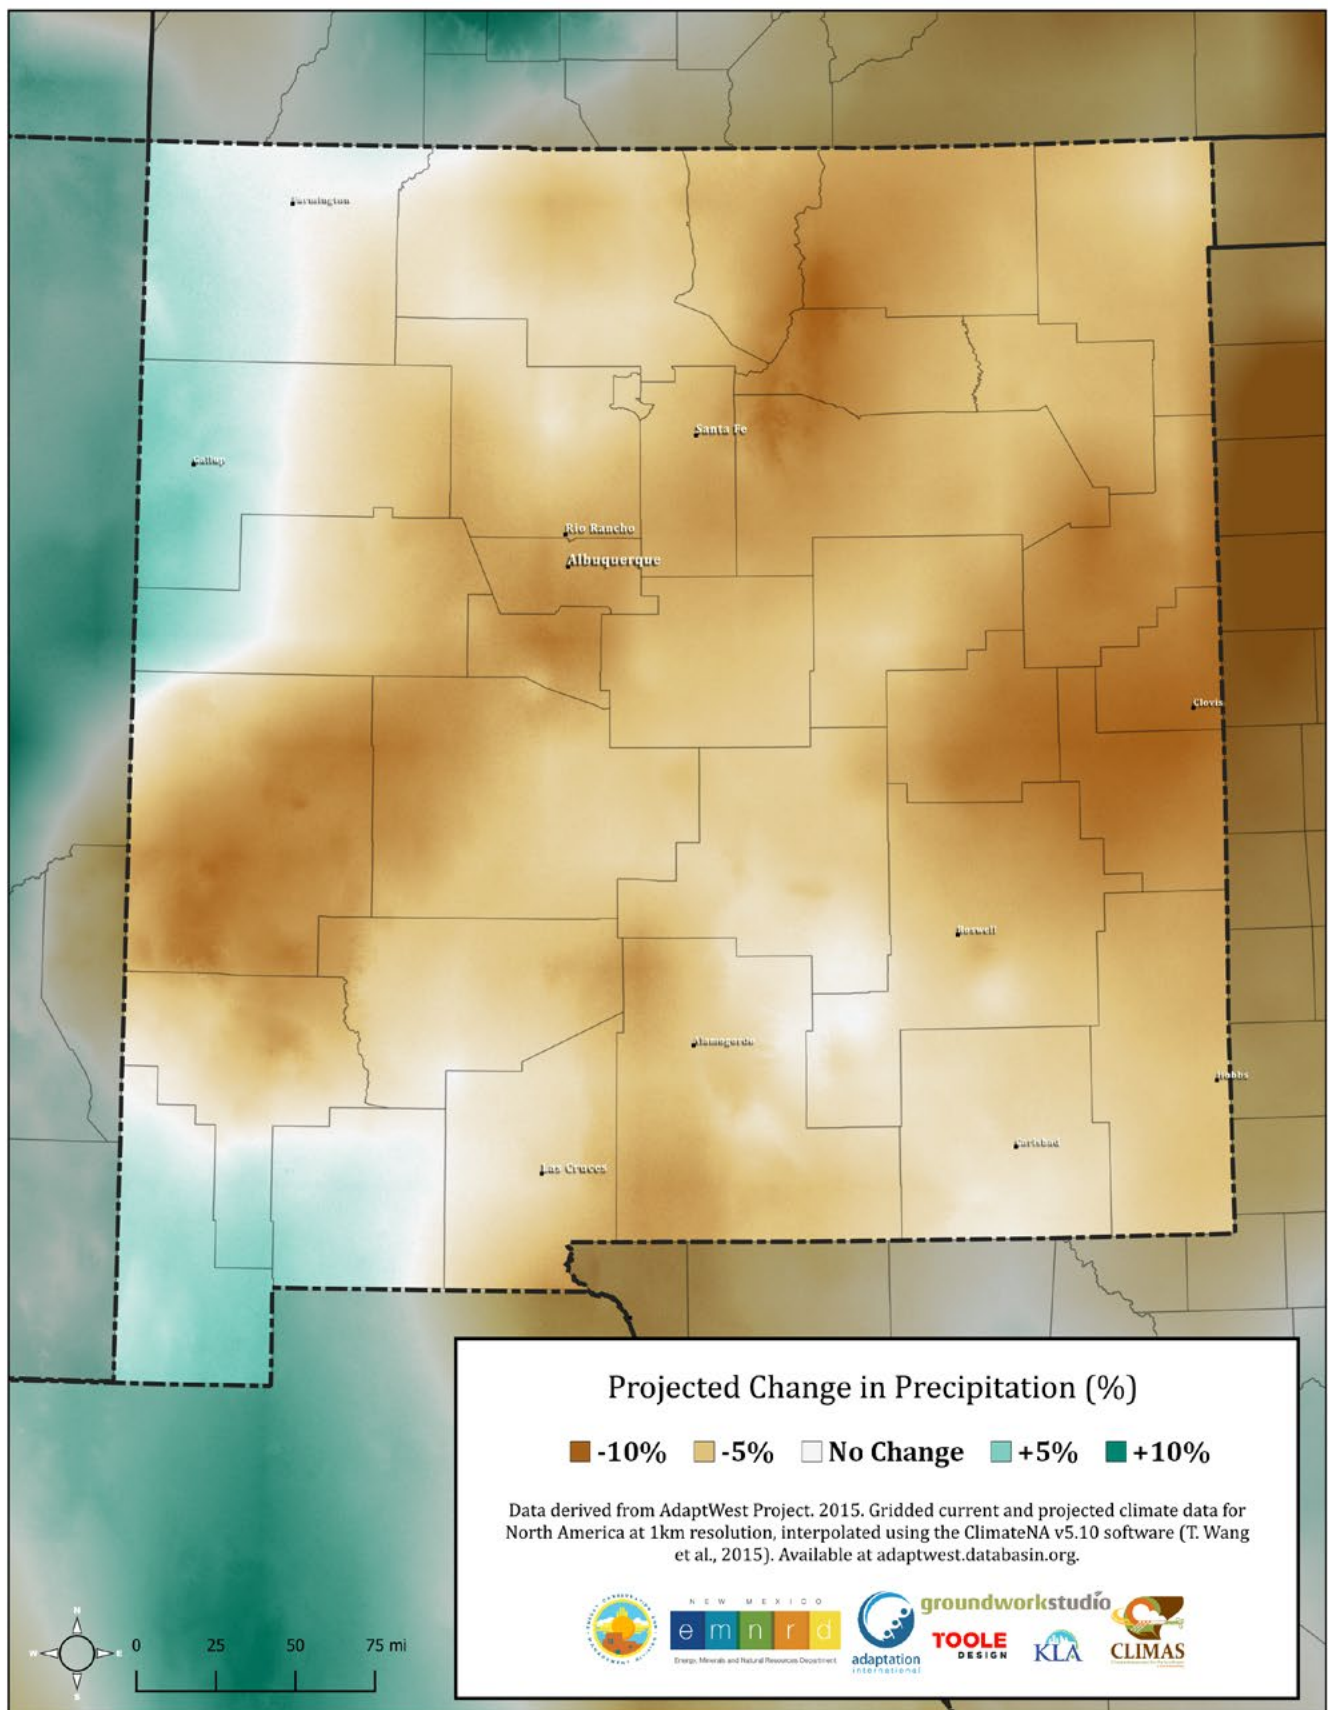 Farmington
Santa Fe
Gallup
Rio Rancho
Albuquerque
Clovis
Roswell
Alamogordo
Hobbs
Carlsbad
Las Cruces
Projected Change in Precipitation (%)
-10% -5% No Change +5% +10%
Data derived from AdaptWest Project. 2015. Gridded current and projected climate data for
North America at 1km resolution, interpolated using the ClimateNA v5.10 software (T. Wang
et al., 2015). Available at adaptwest.databasin.org.
N
W E
S
0 25 50 75 mi
NEW MEXICO
emnrd
Energy, Minerals and Natural Resources Department
adaptation
international
groundworkstudio
TOOLE
DESIGN
KLA
CLIMAS